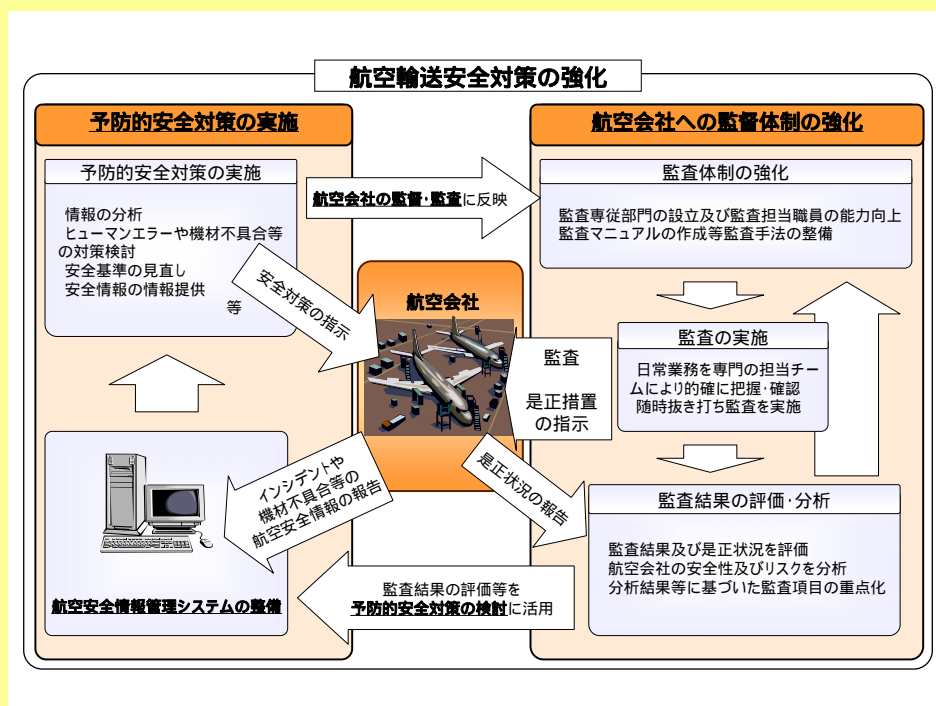 航空輸送安全対策の強化
予防的安全対策の実施
予防的安全対策の実施
情報の分析
ヒューマンエラーや機材不具合等
の対策検討
安全基準の見直し
安全情報の情報提供
等
航空会社の監督・監査に反映
安全対策の指示
航空会社
監査
是正措置
の指示
インシデントや
機材不具合等の
航空安全情報の報告
是正状況の報告
航空安全情報管理システムの整備
監査結果の評価等を
予防的安全対策の検討に活用
航空会社への監督体制の強化
監査体制の強化
監査専従部門の設立及び監査担当職員の能力向上
監査マニュアルの作成等監査手法の整備
監査の実施
日常業務を専門の担当チー
ムにより的確に把握・確認
随時抜き打ち監査を実施
監査結果の評価・分析
監査結果及び是正状況を評価
航空会社の安全性及びリスクを分析
分析結果等に基づいた監査項目の重点化